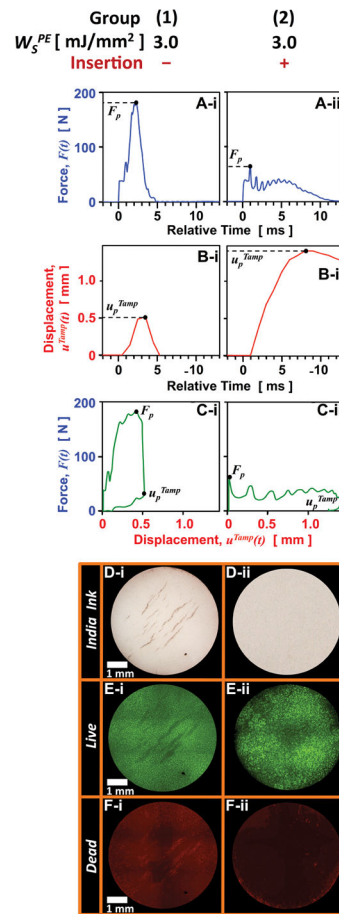 Group (1) (2)
W_S^PE [ mJ/mm² ] 3.0 3.0
Insertion − +
Force, F(t) [ N ]
200
100
0
F_p
A-i
F_p
A-ii
0 5 10 0 5 10
Relative Time [ ms ]
Displacement, u^Tamp(t) [ mm ]
1.0
0.5
0
u_p^Tamp
B-i
u_p^Tamp
B-i
0 5 10 0 -5 -10
Relative Time [ ms ]
Force, F(t) [ N ]
200
100
0
F_p
u_p^Tamp
C-i
F_p
u_p^Tamp
C-i
0 0.5 1.0 0 0.5 1.0
Displacement, u^Tamp(t) [ mm ]
India Ink
D-i
1 mm
D-ii
Live
E-i
1 mm
E-ii
Dead
F-i
1 mm
F-ii